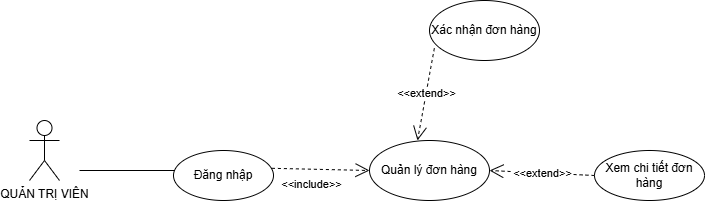 Xác nhận đơn hàng
<<extend>>
QUẢN TRỊ VIÊN
Đăng nhập
<<include>>
Quản lý đơn hàng
<<extend>>
Xem chi tiết đơn
hàng